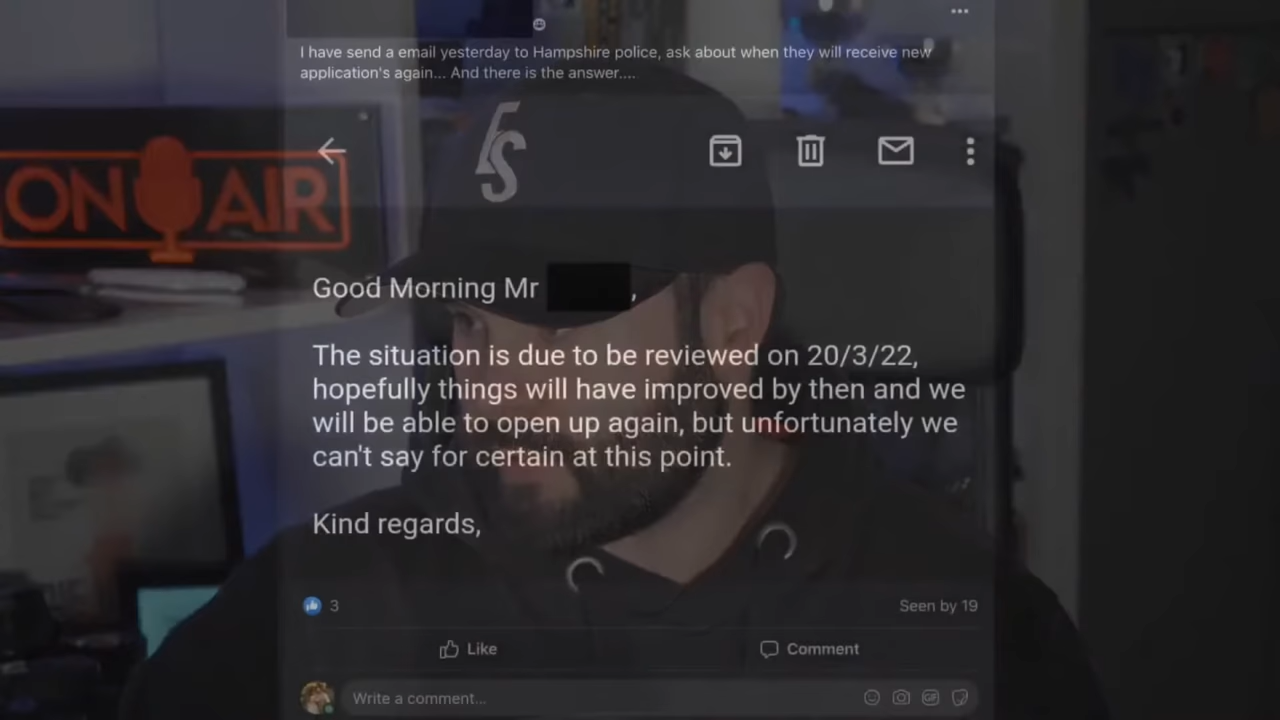 I have send a email yesterday to Hampshire police, ask about when they will receive new
application's again... And there is the answer....
ON AIR
Good Morning Mr ,
The situation is due to be reviewed on 20/3/22,
hopefully things will have improved by then and we
will be able to open up again, but unfortunately we
can't say for certain at this point.
Kind regards,
3
Seen by 19
Like
Comment
Write a comment...
GIF